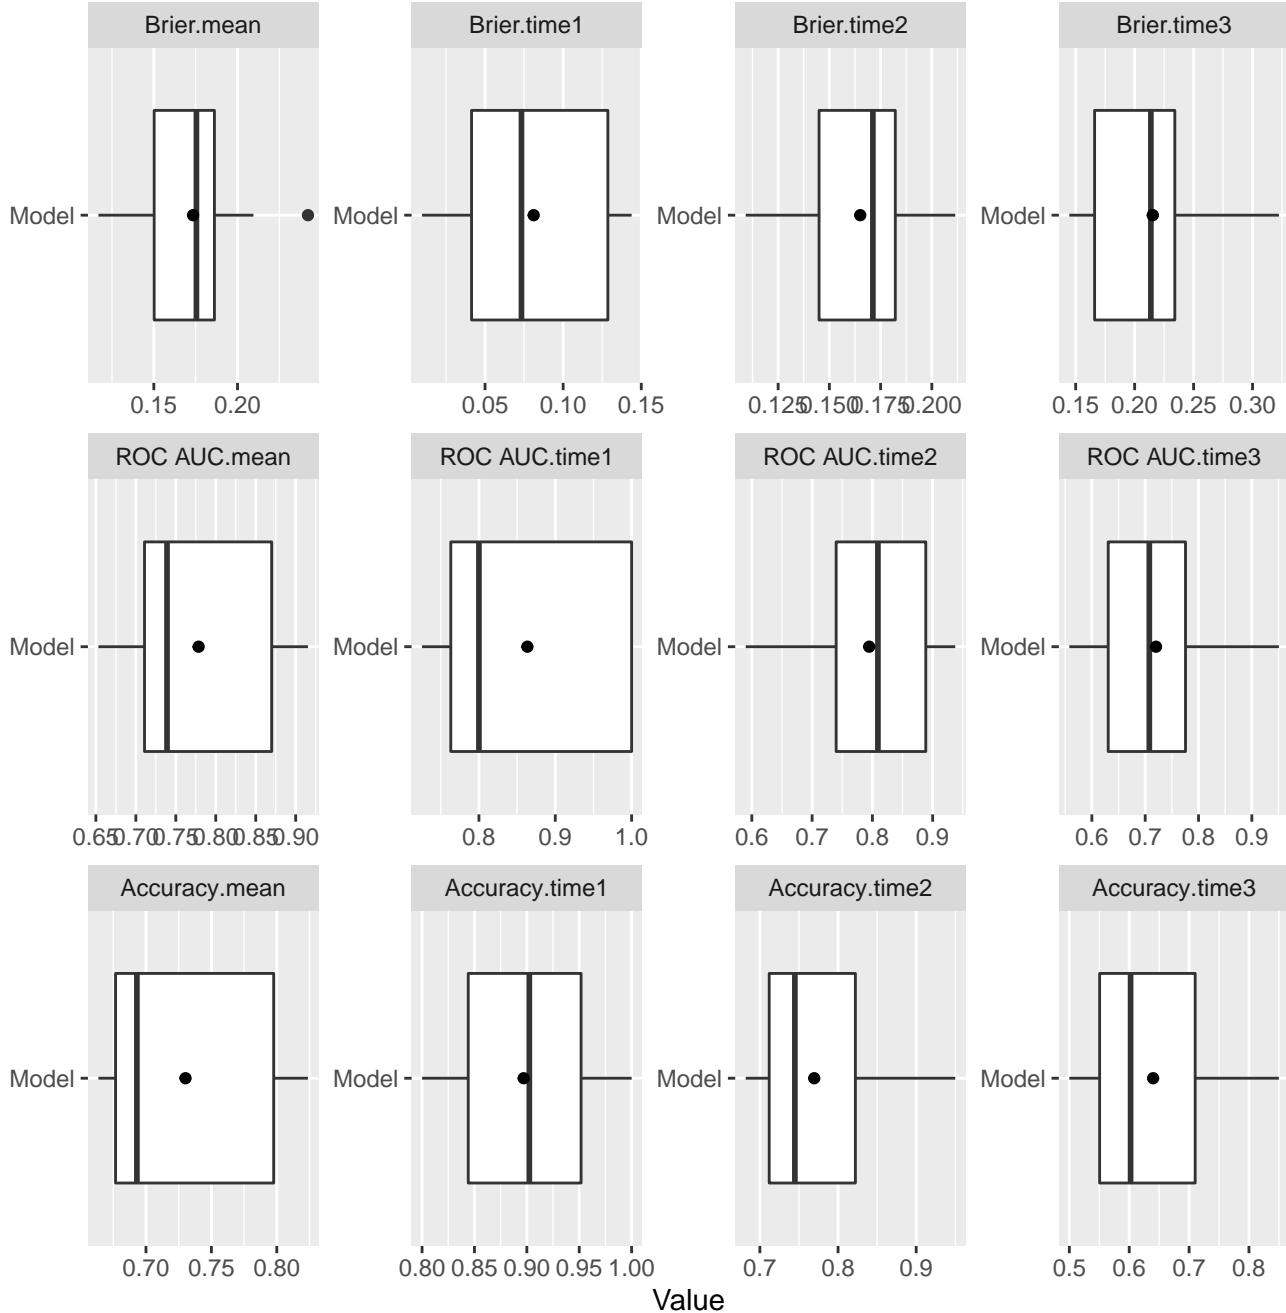 Brier.mean Brier.time1 Brier.time2 Brier.time3
Model Model Model Model
0.15 0.20 0.05 0.10 0.15 0.125 0.150 0.175 0.200 0.15 0.20 0.25 0.30
ROC AUC.mean ROC AUC.time1 ROC AUC.time2 ROC AUC.time3
Model Model Model Model
0.65 0.70 0.75 0.80 0.85 0.90 0.8 0.9 1.0 0.6 0.7 0.8 0.9 0.6 0.7 0.8 0.9
Accuracy.mean Accuracy.time1 Accuracy.time2 Accuracy.time3
Model Model Model Model
0.70 0.75 0.80 0.80 0.85 0.90 0.95 1.00 0.7 0.8 0.9 0.5 0.6 0.7 0.8
Value